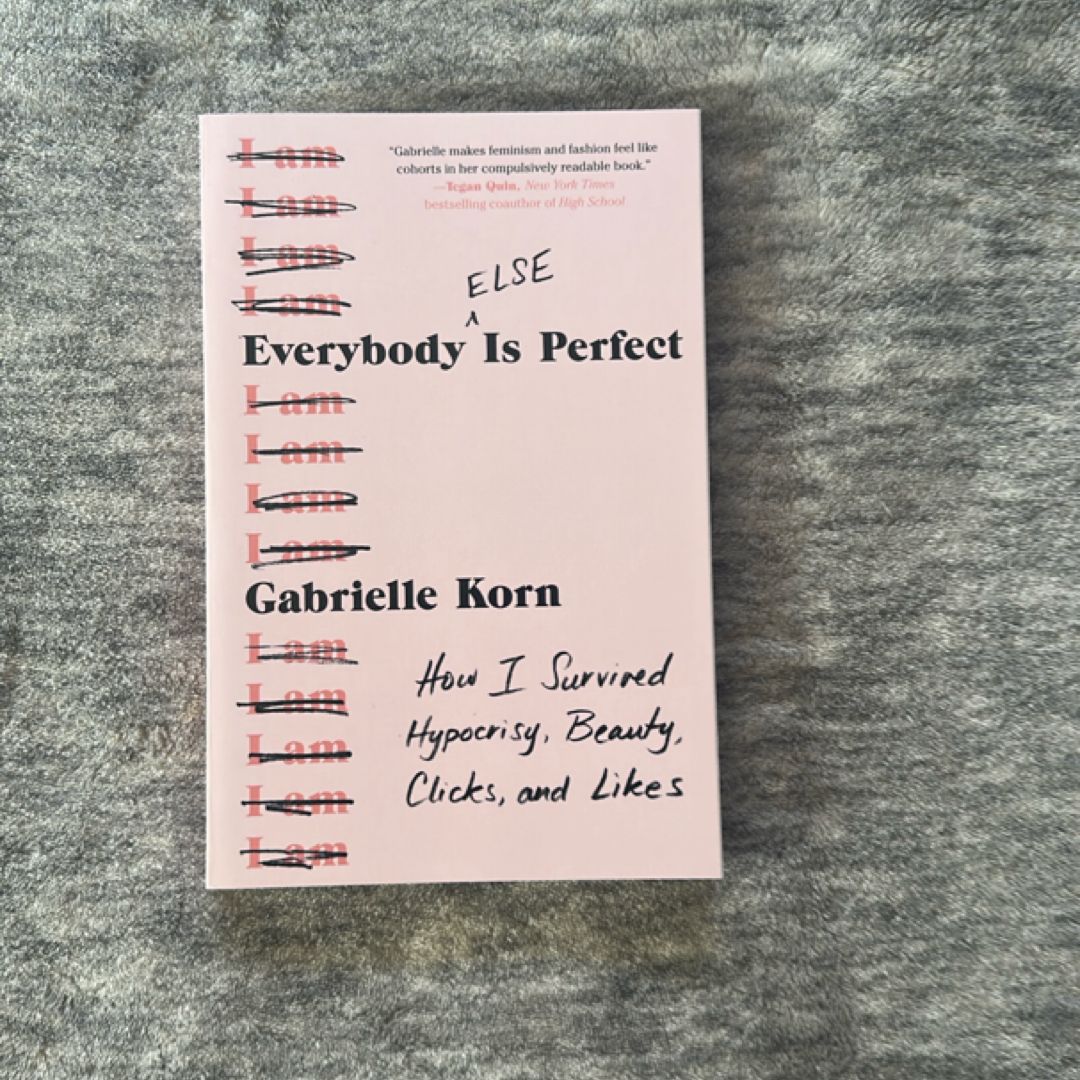 I am
"Gabrielle makes feminism and fashion feel like
cohorts in her compulsively readable book."
—Tegan Quin, New York Times
bestselling coauthor of High School
I am
I am
I am
ELSE
^
Everybody Is Perfect
I am
I am
I am
I am
Gabrielle Korn
I am
I am
I am
I am
I am
How I Survived
Hypocrisy, Beauty,
Clicks, and Likes